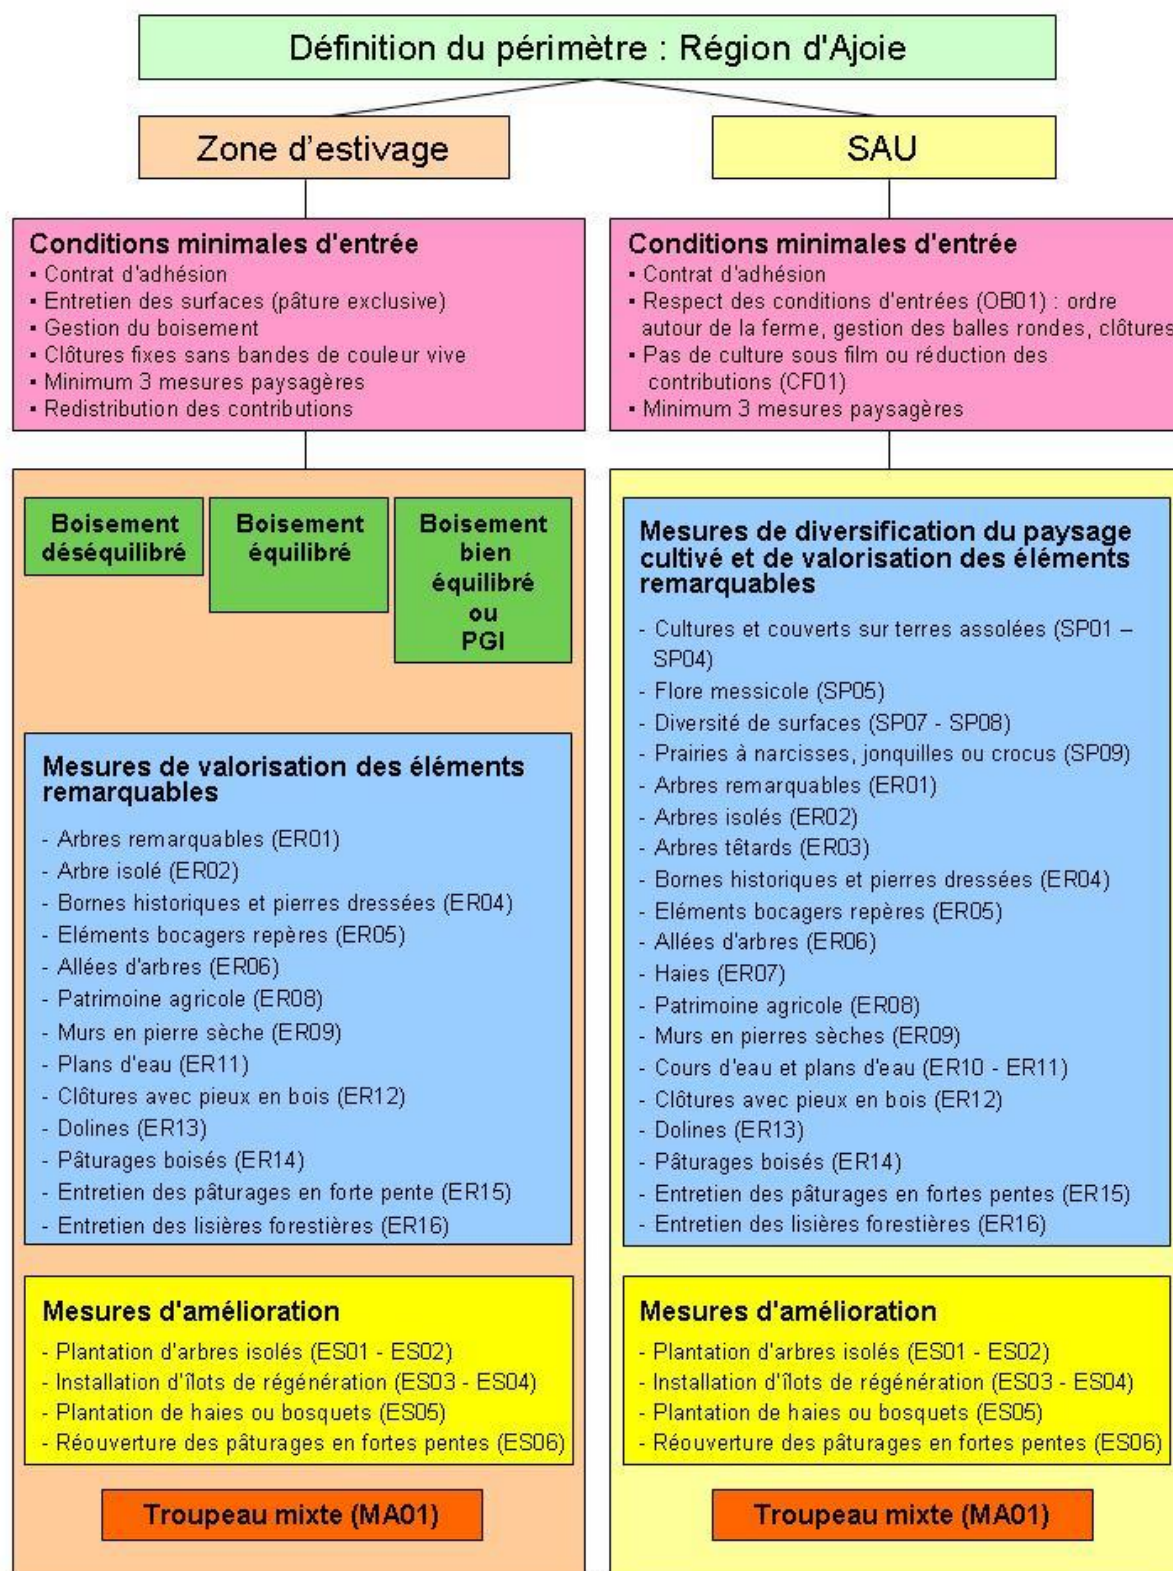 Définition du périmètre : Région d'Ajoie
Zone d'estivage
Conditions minimales d'entrée
▪ Contrat d'adhésion
▪ Entretien des surfaces (pâture exclusive)
▪ Gestion du boisement
▪ Clôtures fixes sans bandes de couleur vive
▪ Minimum 3 mesures paysagères
▪ Redistribution des contributions
Boisement
déséquilibré
Boisement
équilibré
Boisement
bien
équilibré
ou
PGI
Mesures de valorisation des éléments
remarquables
- Arbres remarquables (ER01)
- Arbre isolé (ER02)
- Bornes historiques et pierres dressées (ER04)
- Eléments bocagers repères (ER05)
- Allées d'arbres (ER06)
- Patrimoine agricole (ER08)
- Murs en pierre sèche (ER09)
- Plans d'eau (ER11)
- Clôtures avec pieux en bois (ER12)
- Dolines (ER13)
- Pâturages boisés (ER14)
- Entretien des pâturages en forte pente (ER15)
- Entretien des lisières forestières (ER16)
Mesures d'amélioration
- Plantation d'arbres isolés (ES01 - ES02)
- Installation d'îlots de régénération (ES03 - ES04)
- Plantation de haies ou bosquets (ES05)
- Réouverture des pâturages en fortes pentes (ES06)
Troupeau mixte (MA01)
SAU
Conditions minimales d'entrée
▪ Contrat d'adhésion
▪ Respect des conditions d'entrées (OB01) : ordre
autour de la ferme, gestion des balles rondes, clôtures
▪ Pas de culture sous film ou réduction des
contributions (CF01)
▪ Minimum 3 mesures paysagères
Mesures de diversification du paysage
cultivé et de valorisation des éléments
remarquables
- Cultures et couverts sur terres assolées (SP01 –
SP04)
- Flore messicole (SP05)
- Diversité de surfaces (SP07 - SP08)
- Prairies à narcisses, jonquilles ou crocus (SP09)
- Arbres remarquables (ER01)
- Arbres isolés (ER02)
- Arbres têtards (ER03)
- Bornes historiques et pierres dressées (ER04)
- Eléments bocagers repères (ER05)
- Allées d'arbres (ER06)
- Haies (ER07)
- Patrimoine agricole (ER08)
- Murs en pierres sèches (ER09)
- Cours d'eau et plans d'eau (ER10 - ER11)
- Clôtures avec pieux en bois (ER12)
- Dolines (ER13)
- Pâturages boisés (ER14)
- Entretien des pâturages en fortes pentes (ER15)
- Entretien des lisières forestières (ER16)
Mesures d'amélioration
- Plantation d'arbres isolés (ES01 - ES02)
- Installation d'îlots de régénération (ES03 - ES04)
- Plantation de haies ou bosquets (ES05)
- Réouverture des pâturages en fortes pentes (ES06)
Troupeau mixte (MA01)